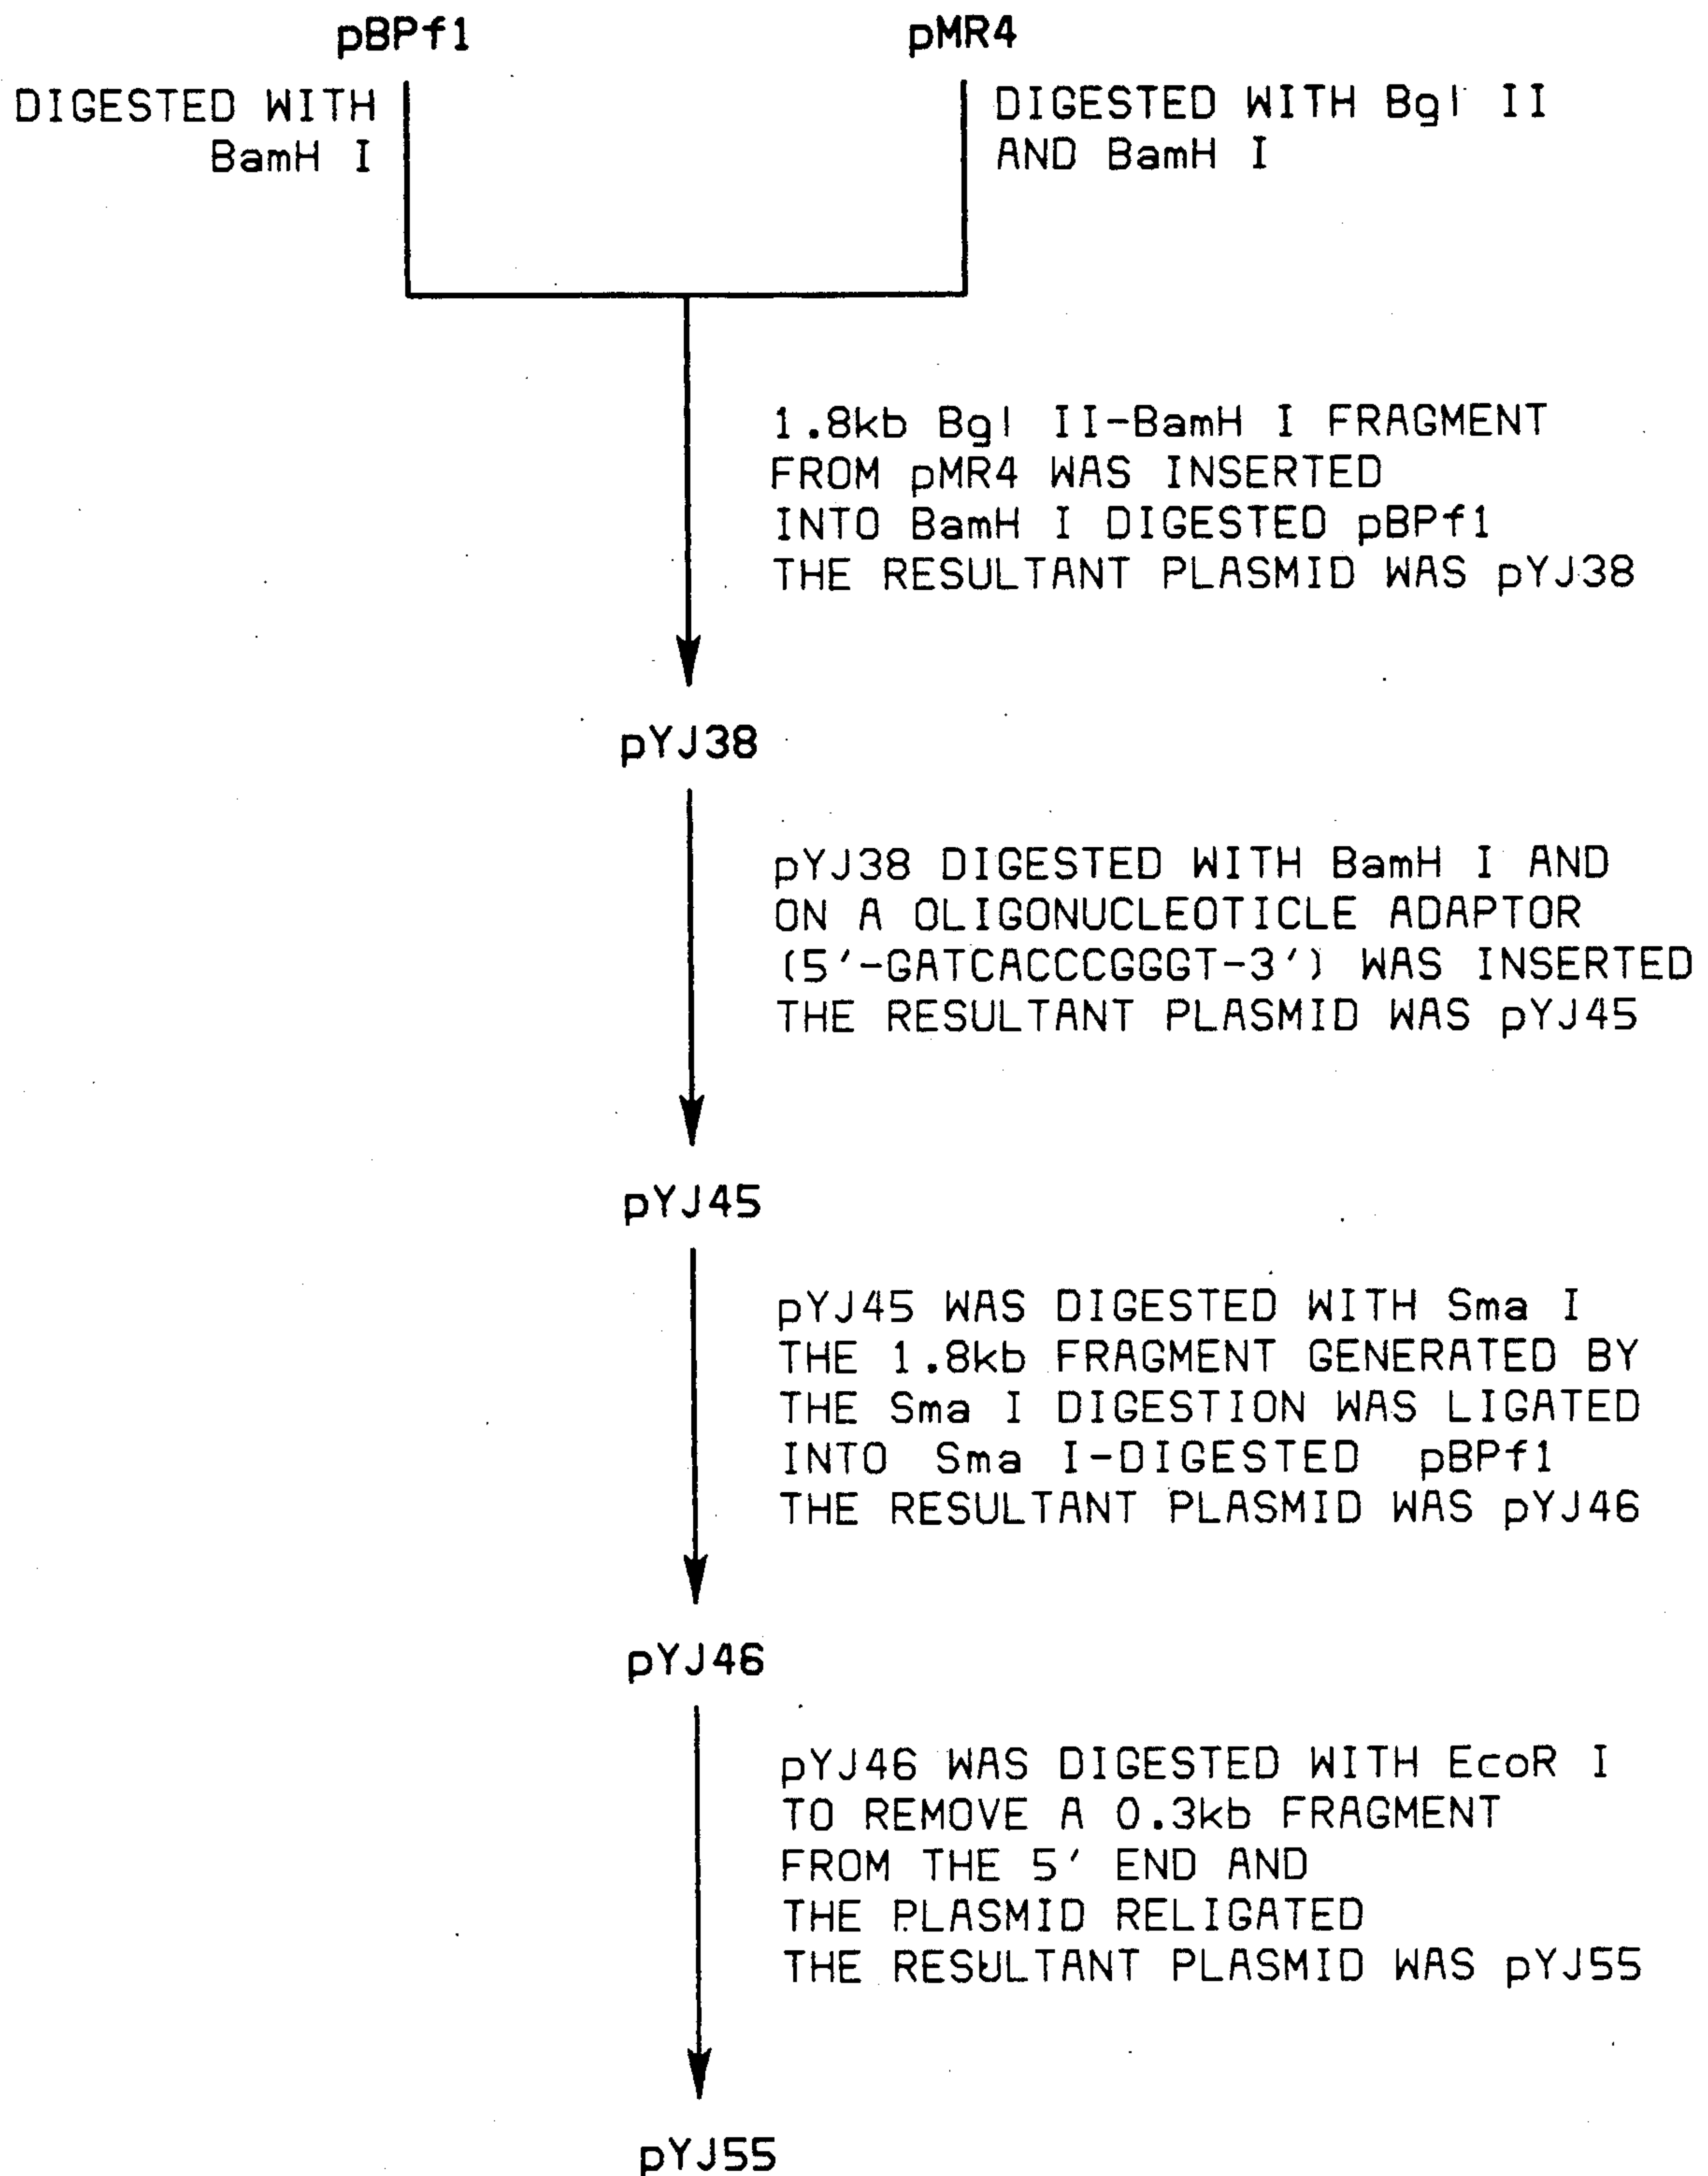 pBPf1
pMR4
DIGESTED WITH
BamH I
DIGESTED WITH Bgl II
AND BamH I
1.8kb Bgl II-BamH I FRAGMENT
FROM pMR4 WAS INSERTED
INTO BamH I DIGESTED pBPf1
THE RESULTANT PLASMID WAS pYJ38
pYJ38
pYJ38 DIGESTED WITH BamH I AND
ON A OLIGONUCLEOTICLE ADAPTOR
(5'-GATCACCCGGGT-3') WAS INSERTED
THE RESULTANT PLASMID WAS pYJ45
pYJ45
pYJ45 WAS DIGESTED WITH Sma I
THE 1.8kb FRAGMENT GENERATED BY
THE Sma I DIGESTION WAS LIGATED
INTO Sma I-DIGESTED pBPf1
THE RESULTANT PLASMID WAS pYJ46
pYJ46
pYJ46 WAS DIGESTED WITH EcoR I
TO REMOVE A 0.3kb FRAGMENT
FROM THE 5' END AND
THE PLASMID RELIGATED
THE RESULTANT PLASMID WAS pYJ55
pYJ55